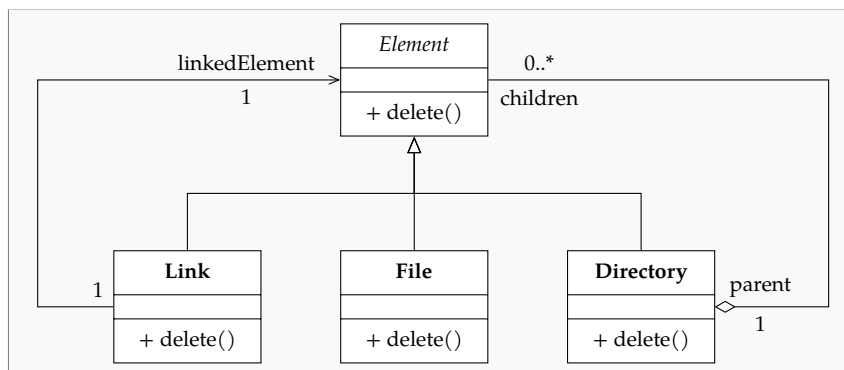 Element
+ delete()
linkedElement
1
0..*
children
Link
+ delete()
File
+ delete()
Directory
+ delete()
1
parent
1